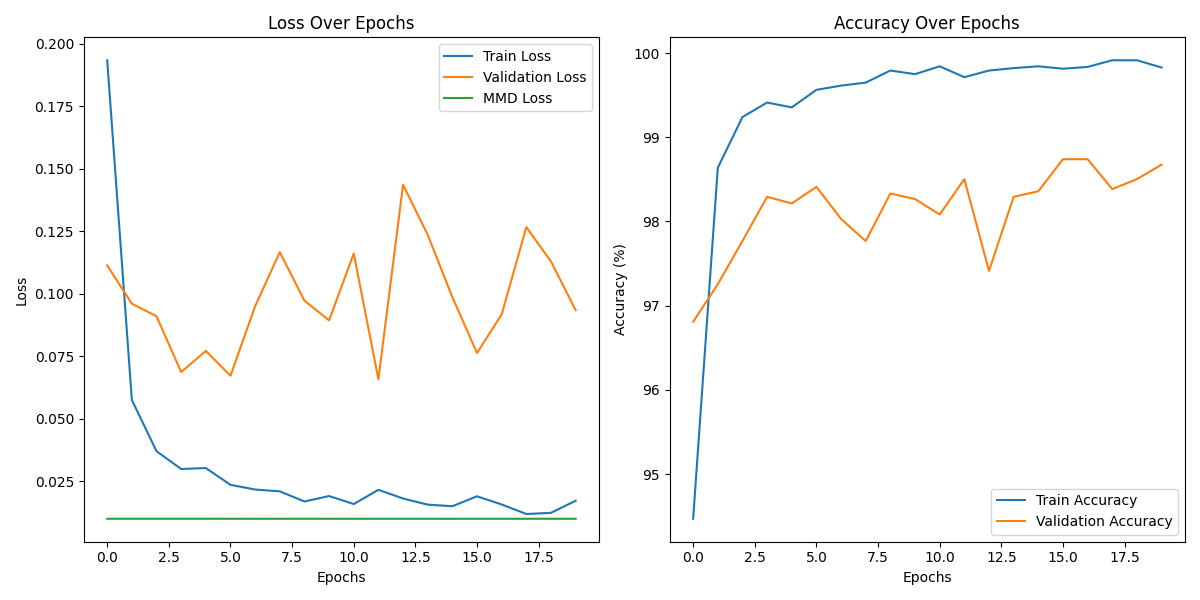 Loss Over Epochs
0.200
0.175
0.150
0.125
0.100
0.075
0.050
0.025
Loss
0.0 2.5 5.0 7.5 10.0 12.5 15.0 17.5
Epochs
Train Loss
Validation Loss
MMD Loss
Accuracy Over Epochs
100
99
98
97
96
95
Accuracy (%)
0.0 2.5 5.0 7.5 10.0 12.5 15.0 17.5
Epochs
Train Accuracy
Validation Accuracy